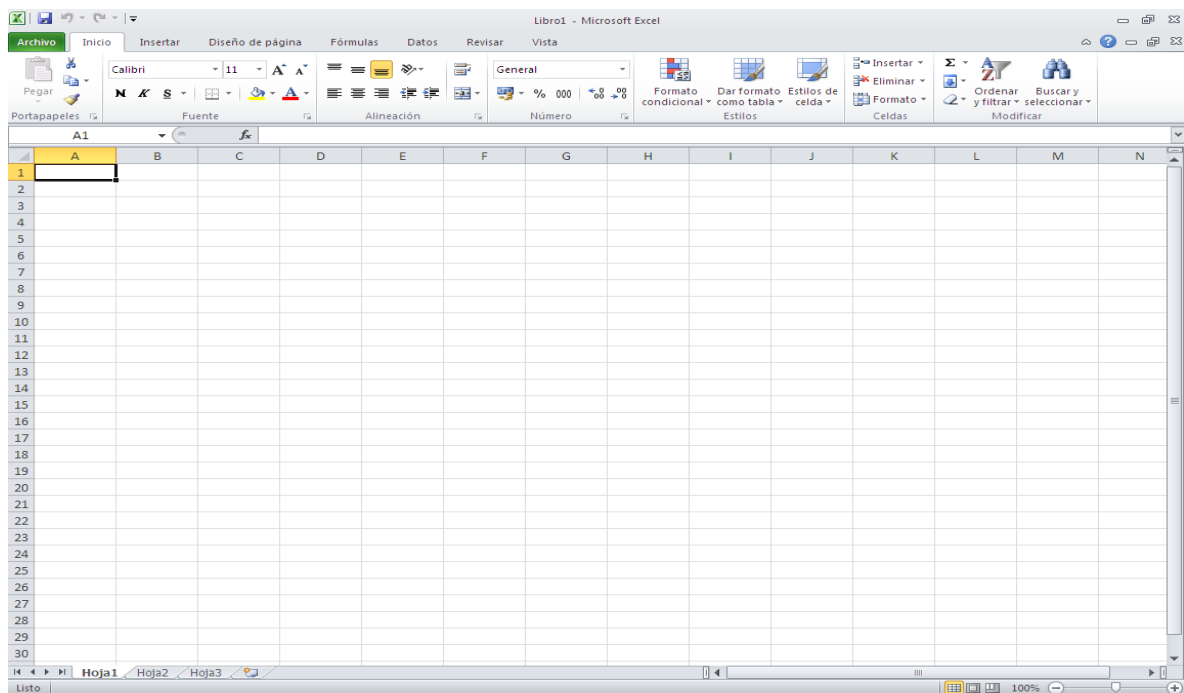 Libro1 - Microsoft Excel
Archivo Inicio Insertar Diseño de página Fórmulas Datos Revisar Vista
Pegar
Portapapeles
Calibri 11 A A
N K S A
Fuente
Alineación
General
% 000
Número
Formato condicional
Dar formato como tabla
Estilos de celda
Estilos
Insertar
Eliminar
Formato
Celdas
Σ
Ordenar y filtrar
Buscar y seleccionar
Modificar
A1 fx
A B C D E F G H I J K L M N
1
2
3
4
5
6
7
8
9
10
11
12
13
14
15
16
17
18
19
20
21
22
23
24
25
26
27
28
29
30
Hoja1 Hoja2 Hoja3
Listo 100%